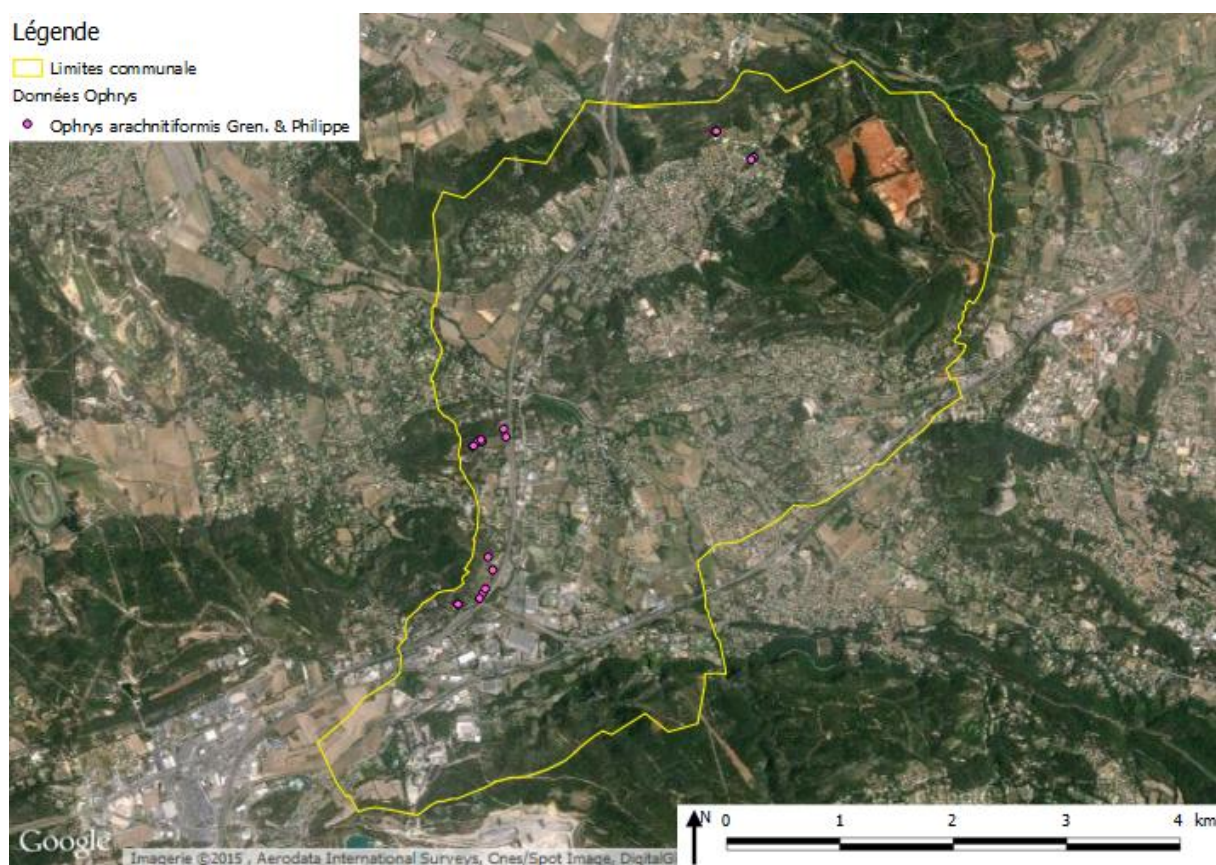 Légende
Limites communale
Données Ophrys
Ophrys arachnitiformis Gren. & Philippe
N 0 1 2 3 4 km
Google
Imagerie ©2015 , Aerodata International Surveys, Cnes/Spot Image, DigitalG